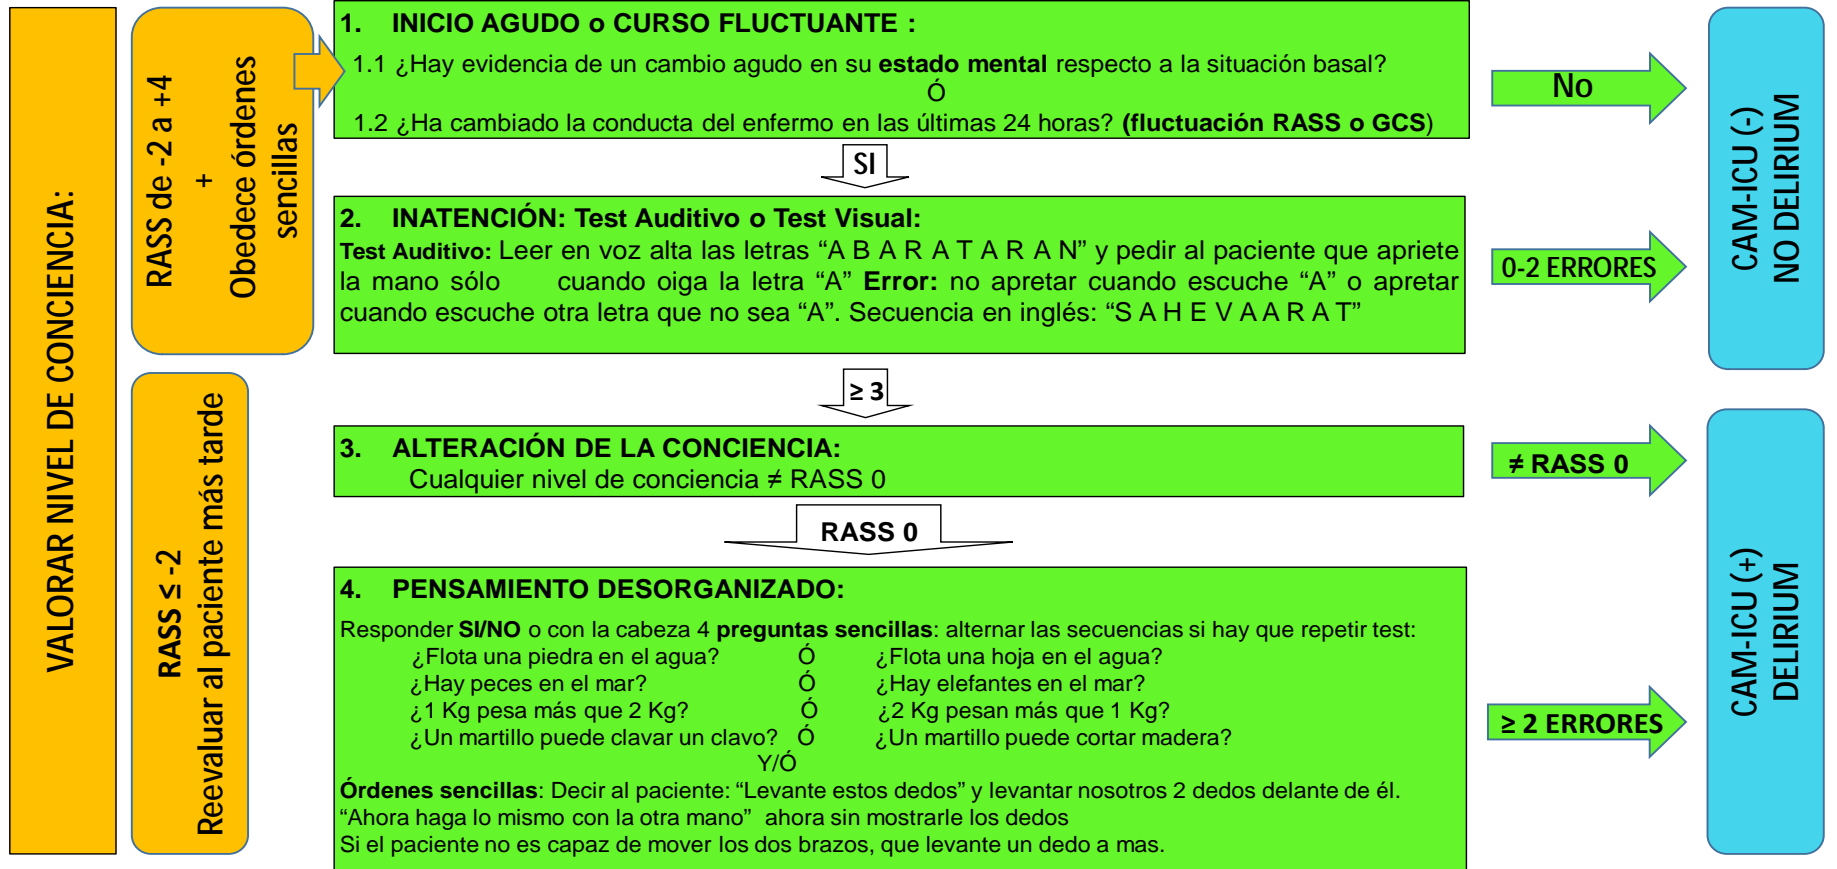 VALORAR NIVEL DE CONCIENCIA:
RASS de -2 a +4
+
Obedece órdenes
sencillas
RASS ≤ -2
Reevaluar al paciente más tarde
1. INICIO AGUDO o CURSO FLUCTUANTE :
1.1 ¿Hay evidencia de un cambio agudo en su estado mental respecto a la situación basal?
Ó
1.2 ¿Ha cambiado la conducta del enfermo en las últimas 24 horas? (fluctuación RASS o GCS)
No
SI
2. INATENCIÓN: Test Auditivo o Test Visual:
Test Auditivo: Leer en voz alta las letras “A B A R A T A R A N” y pedir al paciente que apriete
la mano sólo cuando oiga la letra “A” Error: no apretar cuando escuche “A” o apretar
cuando escuche otra letra que no sea “A”. Secuencia en inglés: “S A H E V A A R A T”
0-2 ERRORES
CAM-ICU (-)
NO DELIRIUM
≥ 3
3. ALTERACIÓN DE LA CONCIENCIA:
Cualquier nivel de conciencia ≠ RASS 0
≠ RASS 0
RASS 0
4. PENSAMIENTO DESORGANIZADO:
Responder SI/NO o con la cabeza 4 preguntas sencillas: alternar las secuencias si hay que repetir test:
¿Flota una piedra en el agua? Ó ¿Flota una hoja en el agua?
¿Hay peces en el mar? Ó ¿Hay elefantes en el mar?
¿1 Kg pesa más que 2 Kg? Ó ¿2 Kg pesan más que 1 Kg?
¿Un martillo puede clavar un clavo? Ó ¿Un martillo puede cortar madera?
Y/Ó
Órdenes sencillas: Decir al paciente: “Levante estos dedos” y levantar nosotros 2 dedos delante de él.
“Ahora haga lo mismo con la otra mano” ahora sin mostrarle los dedos
Si el paciente no es capaz de mover los dos brazos, que levante un dedo a mas.
≥ 2 ERRORES
CAM-ICU (+)
DELIRIUM